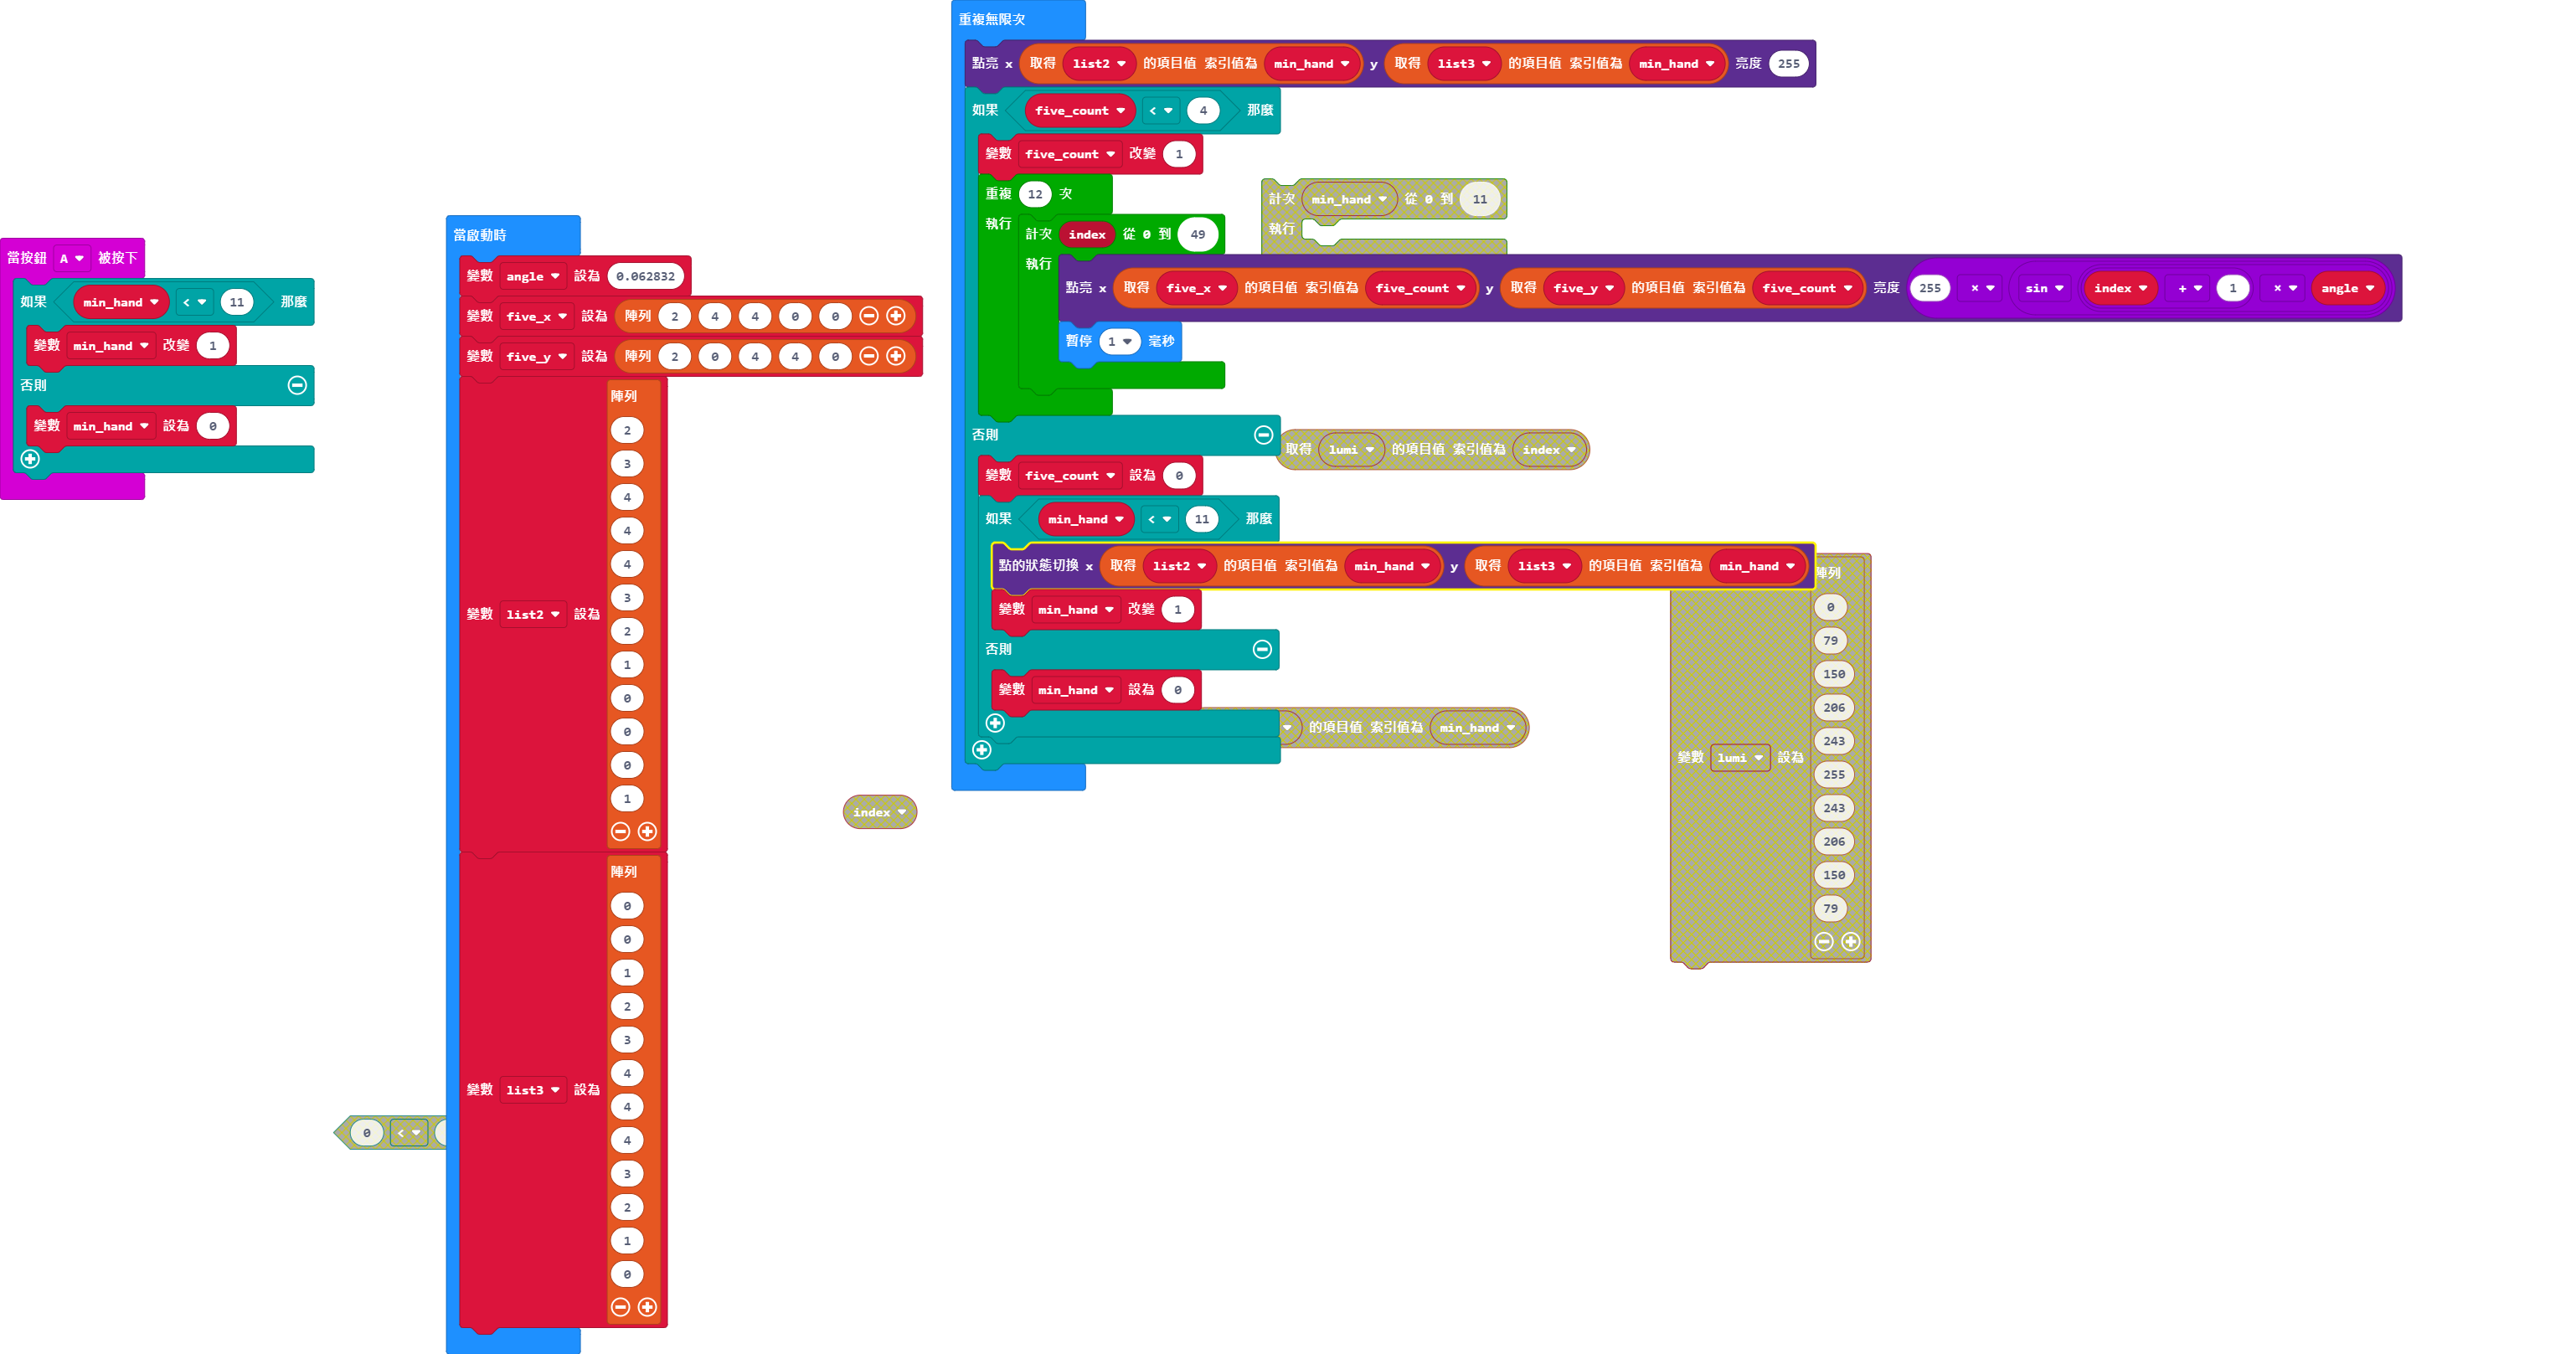 當按鈕 A 被按下
如果 min_hand < 11 那麼
變數 min_hand 改變 1
否則
變數 min_hand 設為 0
當啟動時
變數 angle 設為 0.062832
變數 five_x 設為 陣列 2 4 4 0 0
變數 five_y 設為 陣列 2 0 4 4 0
變數 list2 設為 陣列
2
3
4
4
4
3
2
1
0
0
0
1
變數 list3 設為 陣列
0
0
1
2
3
4
4
4
3
2
1
0
0 <
index
重複無限次
點亮 x 取得 list2 的項目值 索引值為 min_hand y 取得 list3 的項目值 索引值為 min_hand 亮度 255
如果 five_count < 4 那麼
變數 five_count 改變 1
重複 12 次
執行
計次 index 從 0 到 49
執行
點亮 x 取得 five_x 的項目值 索引值為 five_count y 取得 five_y 的項目值 索引值為 five_count 亮度 255 × sin index + 1 × angle
暫停 1 毫秒
否則
變數 five_count 設為 0
如果 min_hand < 11 那麼
點的狀態切換 x 取得 list2 的項目值 索引值為 min_hand y 取得 list3 的項目值 索引值為 min_hand
變數 min_hand 改變 1
否則
變數 min_hand 設為 0
計次 min_hand 從 0 到 11
執行
取得 lumi 的項目值 索引值為 index
的項目值 索引值為 min_hand
變數 lumi 設為 陣列
0
79
150
206
243
255
243
206
150
79